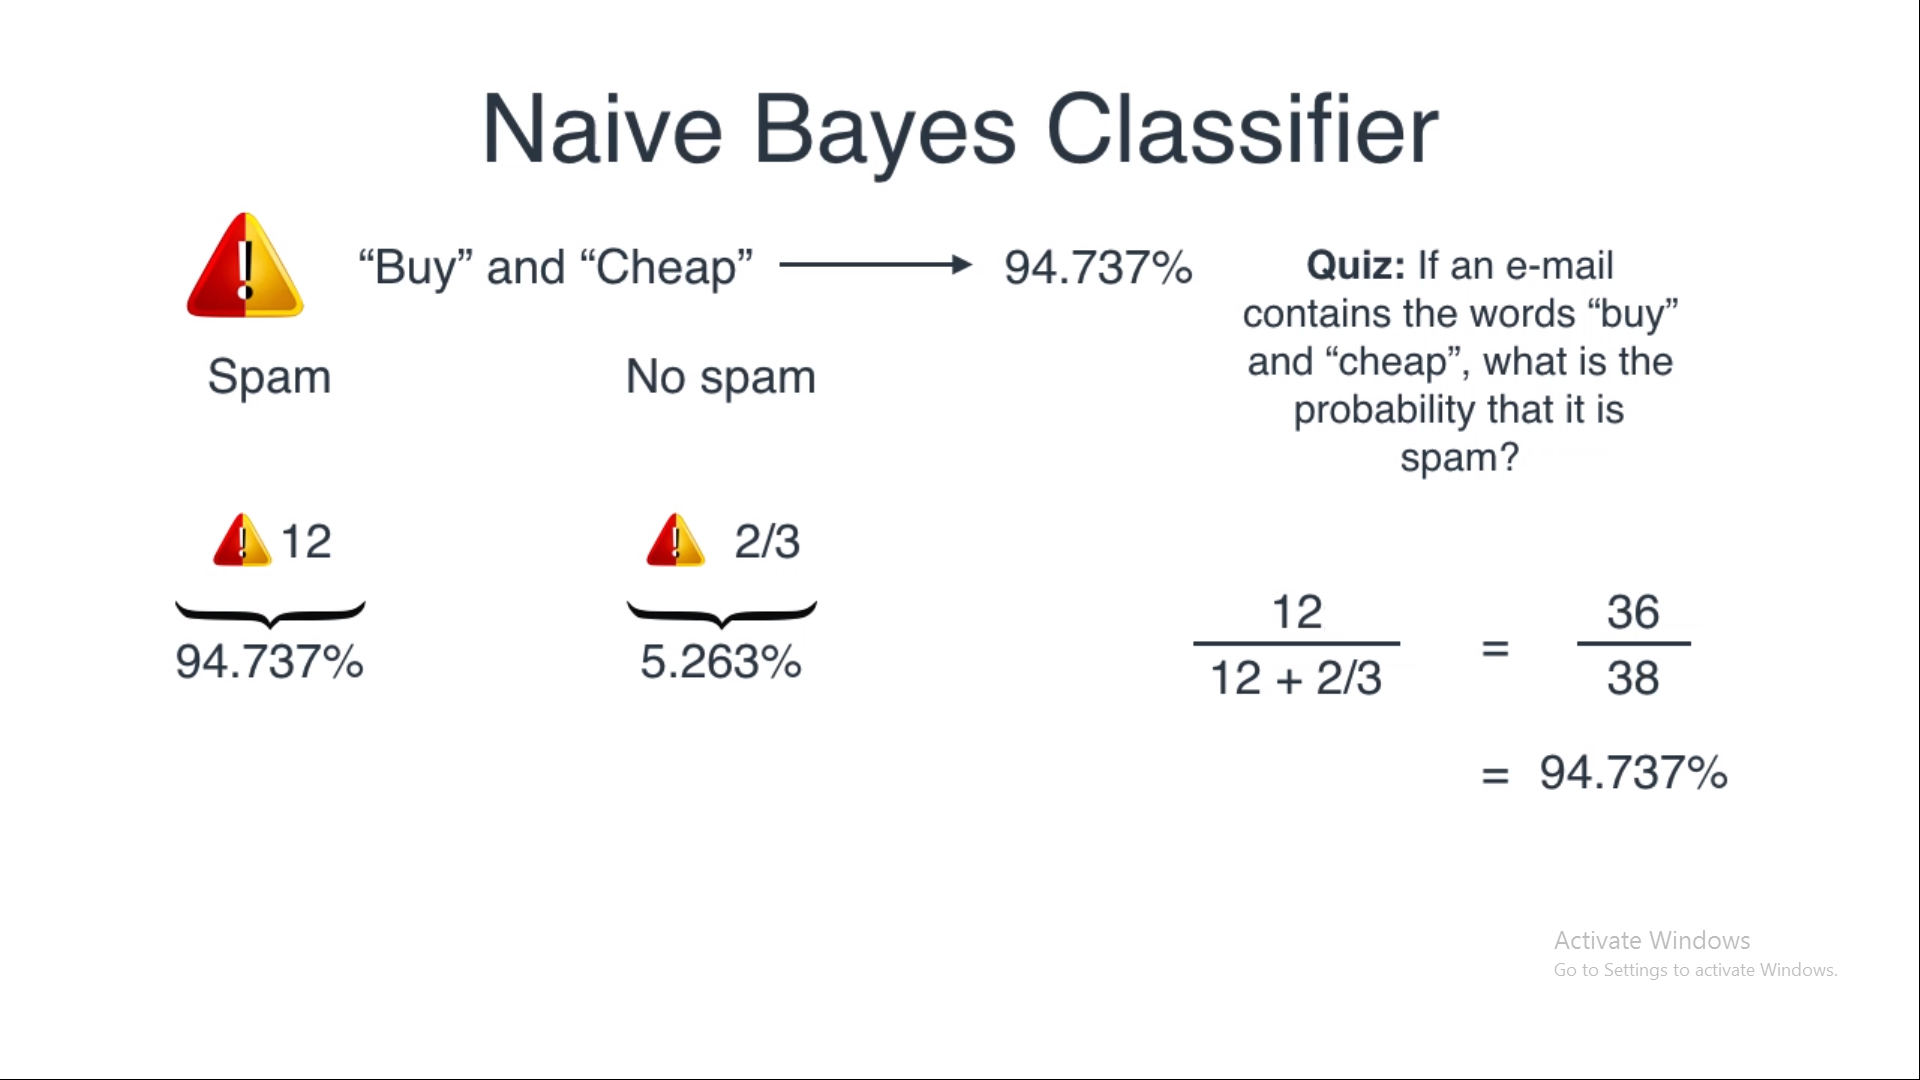 Naive Bayes Classifier
“Buy” and “Cheap” 94.737%
Quiz: If an e-mail
contains the words “buy”
and “cheap”, what is the
probability that it is
spam?
Spam
No spam
12
2/3
94.737%
5.263%
12
12 + 2/3
=
36
38
= 94.737%
Activate Windows
Go to Settings to activate Windows.